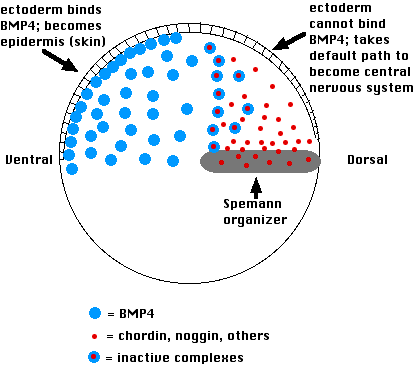 ectoderm binds
BMP4; becomes
epidermis (skin)
ectoderm
cannot bind
BMP4; takes
default path to
become central
nervous system
Ventral
Dorsal
Spemann
organizer
= BMP4
= chordin, noggin, others
= inactive complexes